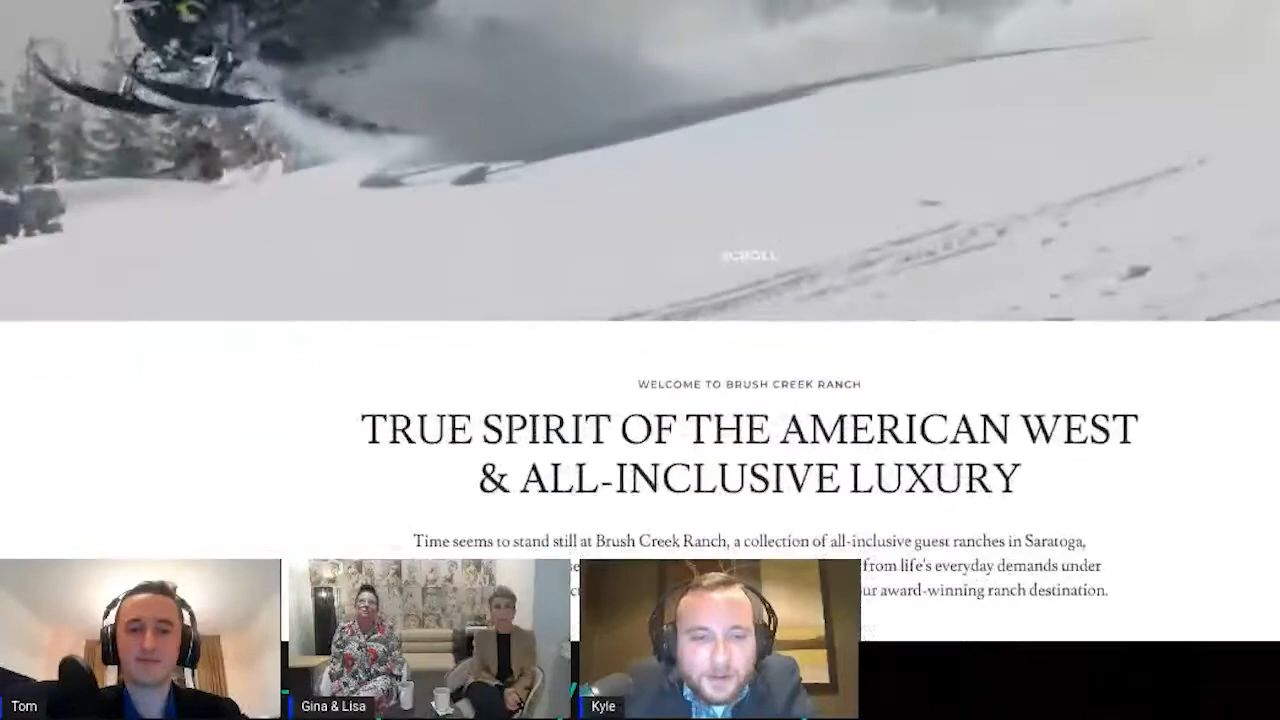 SCROLL
WELCOME TO BRUSH CREEK RANCH
TRUE SPIRIT OF THE AMERICAN WEST
& ALL-INCLUSIVE LUXURY
Time seems to stand still at Brush Creek Ranch, a collection of all-inclusive guest ranches in Saratoga,
from life's everyday demands under
award-winning ranch destination.
Tom
Gina & Lisa
Kyle